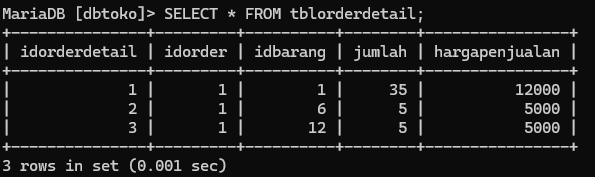 MariaDB [dbtoko]> SELECT * FROM tblorderdetail;
+---------------+---------+----------+--------+----------------+
| idorderdetail | idorder | idbarang | jumlah | hargapenjualan |
+---------------+---------+----------+--------+----------------+
|             1 |       1 |        1 |     35 |          12000 |
|             2 |       1 |        6 |      5 |           5000 |
|             3 |       1 |       12 |      5 |           5000 |
+---------------+---------+----------+--------+----------------+
3 rows in set (0.001 sec)